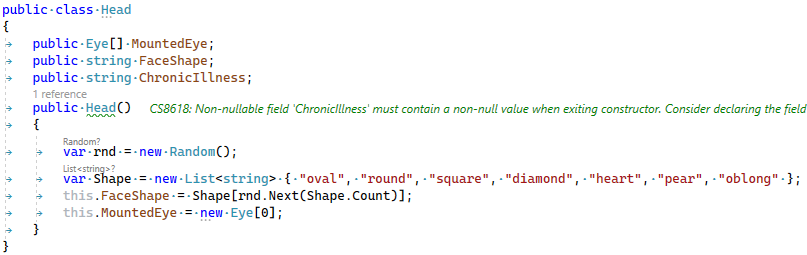 public class Head
{
public Eye[] MountedEye;
public string FaceShape;
public string ChronicIllness;
1 reference
public Head() CS8618: Non-nullable field 'ChronicIllness' must contain a non-null value when exiting constructor. Consider declaring the field
{
Random?
var rnd = new Random();
List<string>?
var Shape = new List<string> { "oval", "round", "square", "diamond", "heart", "pear", "oblong" };
this.FaceShape = Shape[rnd.Next(Shape.Count)];
this.MountedEye = new Eye[0];
}
}